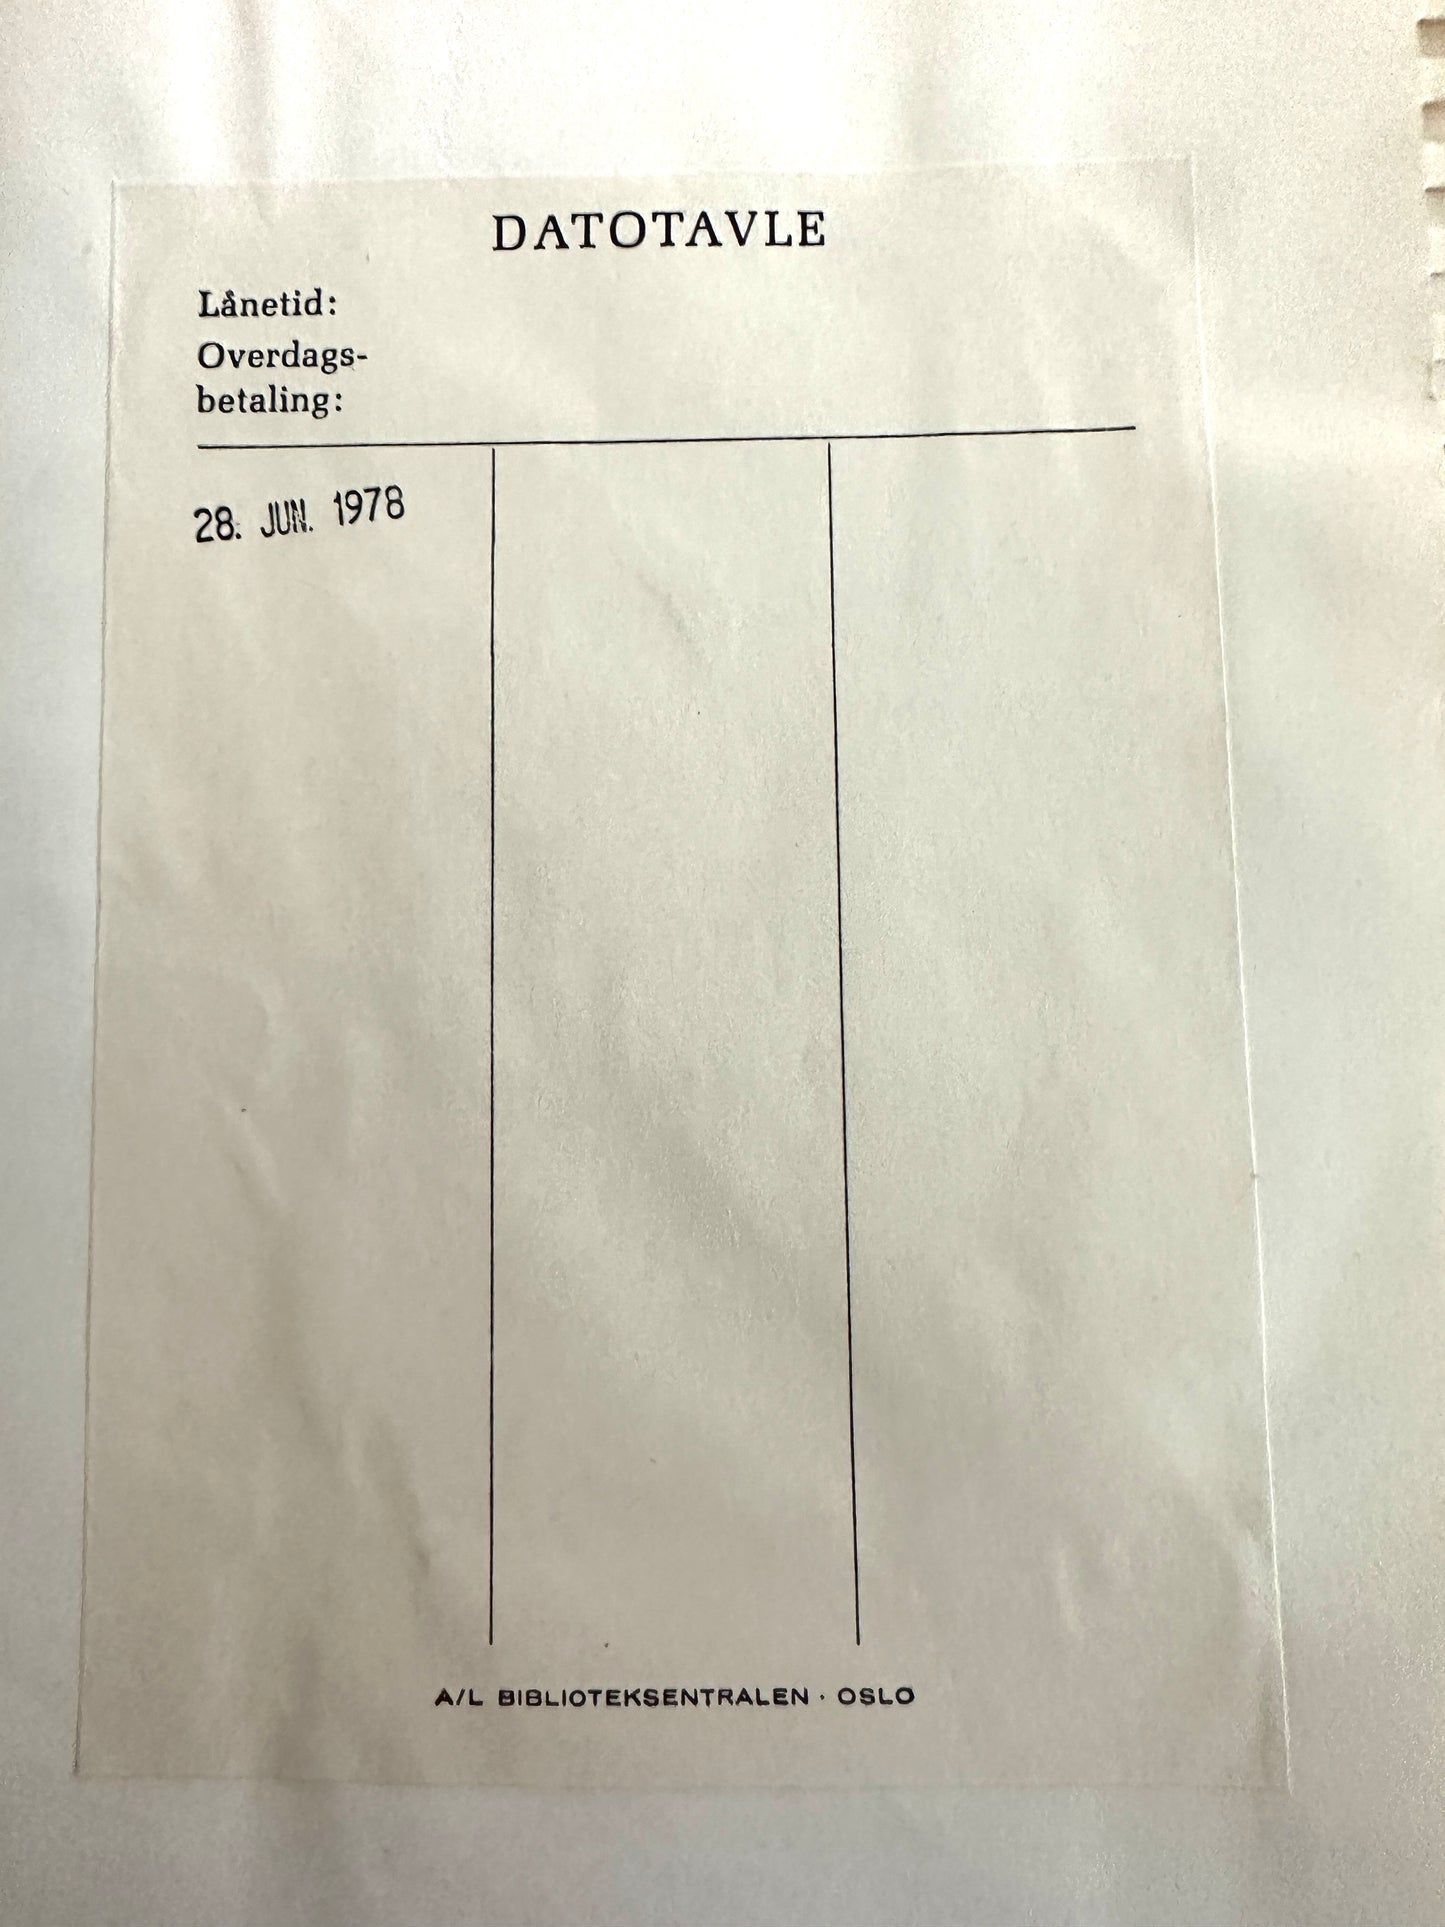 DATOTAVLE
Lånetid:
Overdags-
betaling:
28. JUN. 1978
A/L BIBLIOTEKSENTRALEN · OSLO